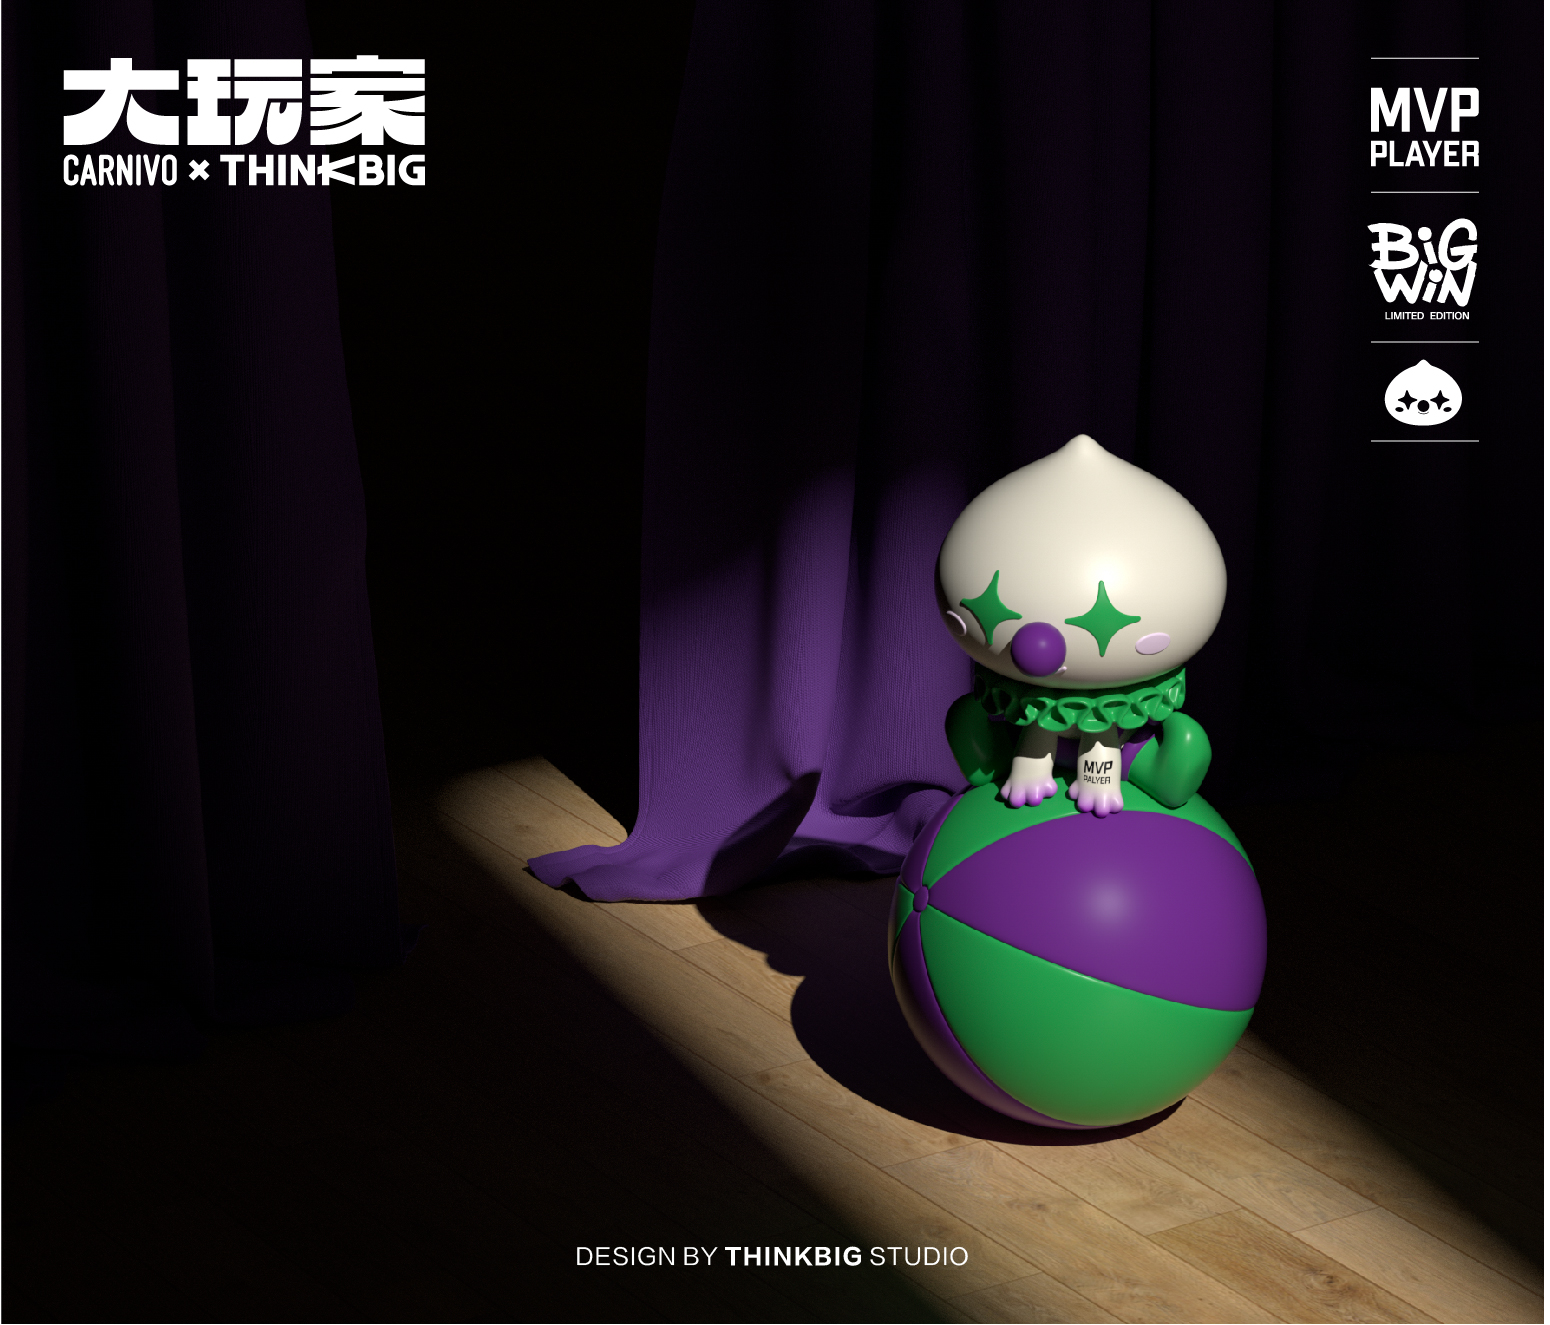 大玩家
CARNIVO × THINKBIG
MVP
PLAYER
BiG
WiN
LIMITED EDITION
MVP
PALYER
DESIGN BY THINKBIG STUDIO